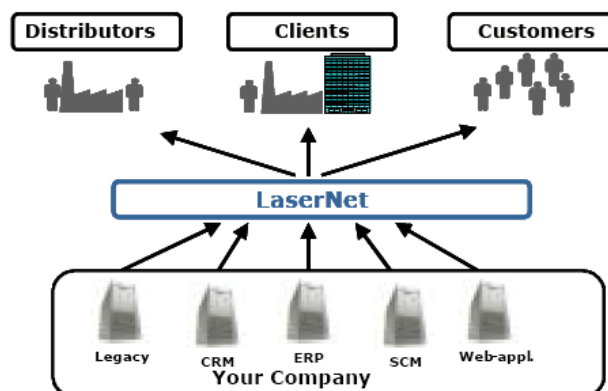 Distributors
Clients
Customers
LaserNet
Legacy
CRM
ERP
SCM
Web-appl.
Your Company